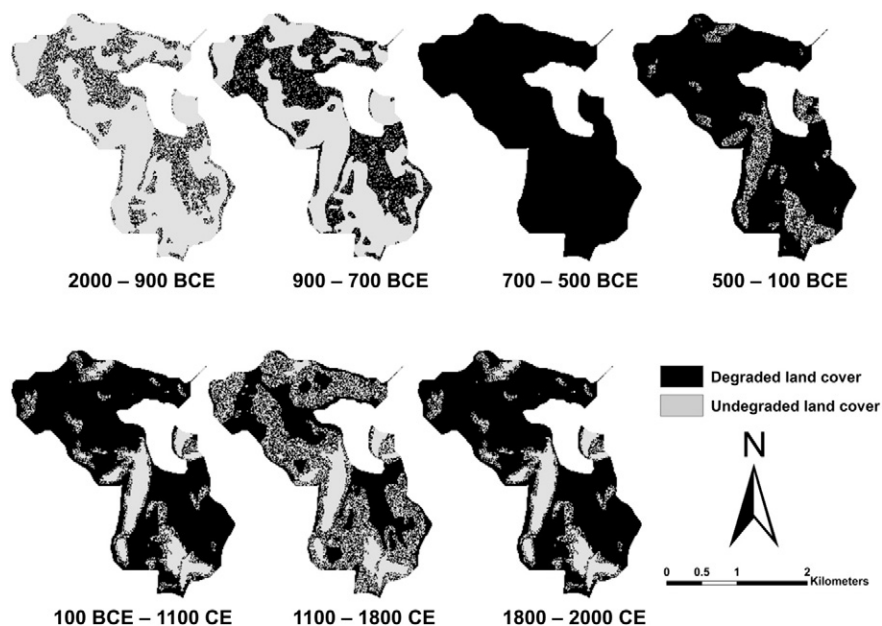 2000 – 900 BCE
900 – 700 BCE
700 – 500 BCE
500 – 100 BCE
Degraded land cover
Undegraded land cover
N
0 0.5 1 2
Kilometers
100 BCE – 1100 CE
1100 – 1800 CE
1800 – 2000 CE